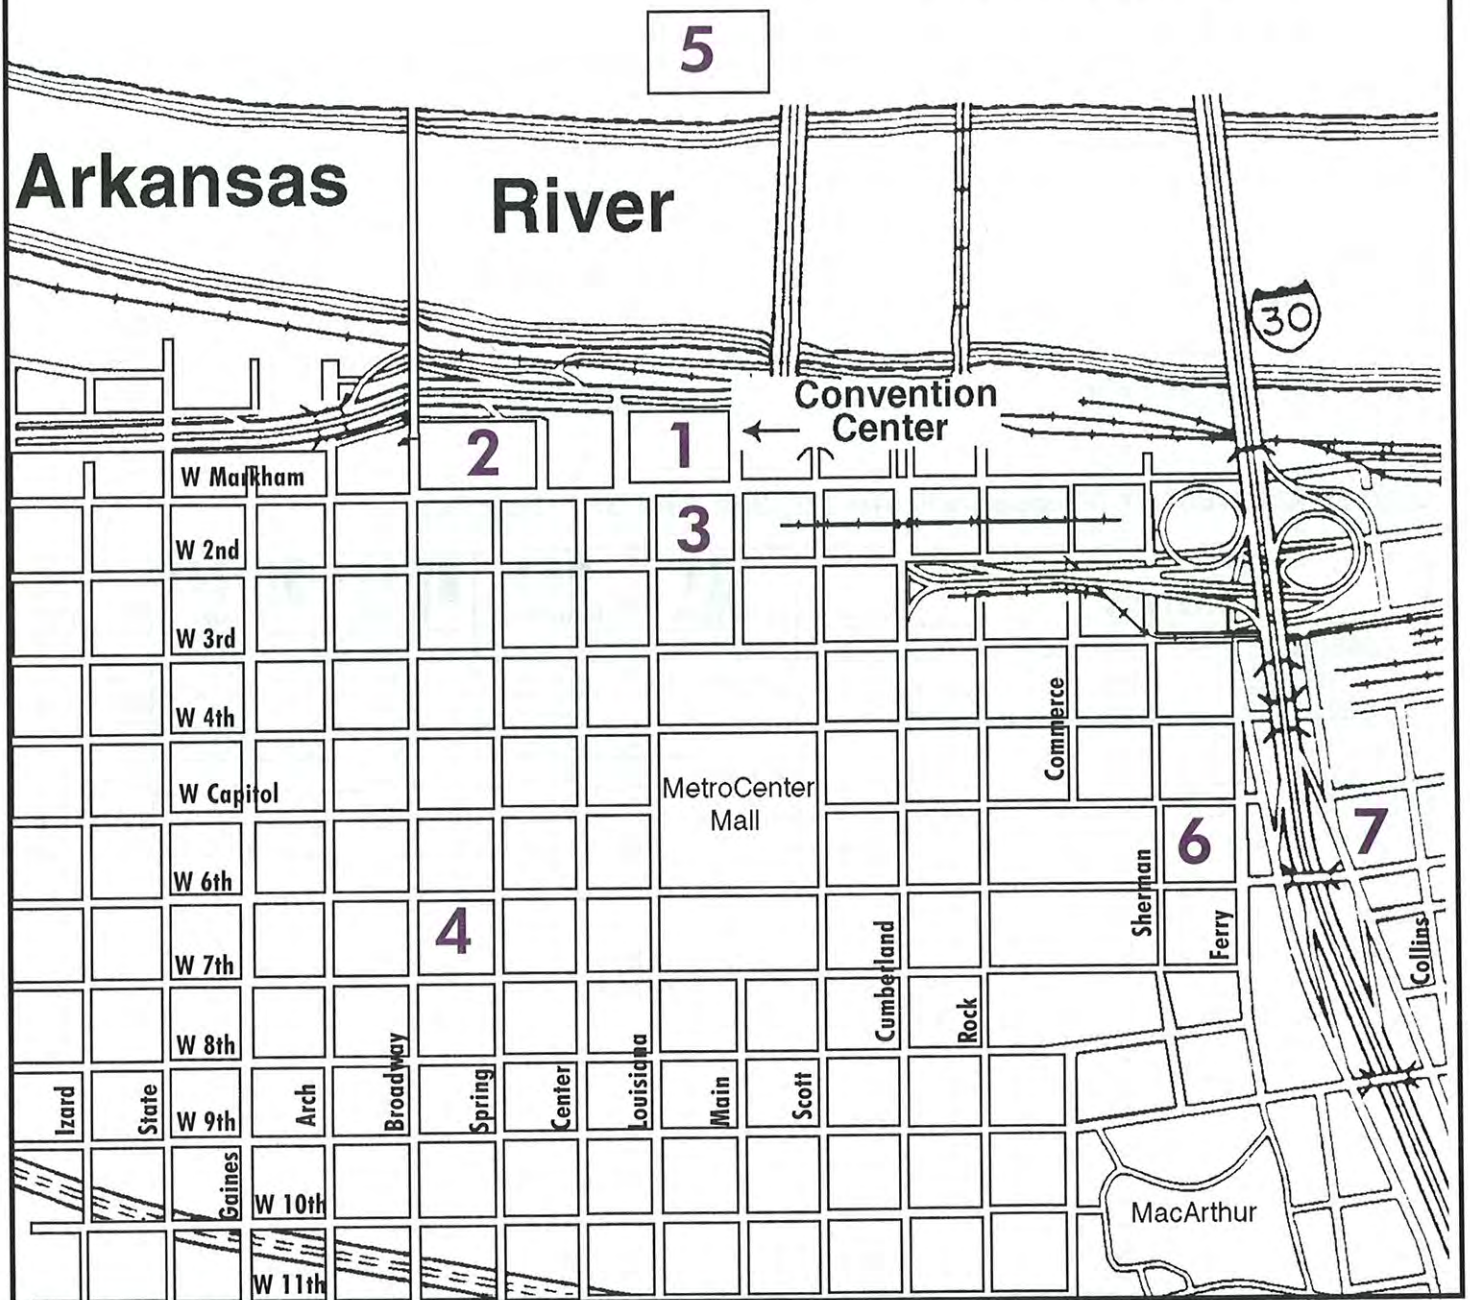 5
Arkansas
River
30
Convention
Center
2
1
W Markham
3
W 2nd
W 3rd
W 4th
Commerce
W Capitol
MetroCenter
Mall
6
7
W 6th
Sherman
4
Ferry
Collins
W 7th
Cumberland
Rock
W 8th
Izard
State
W 9th
Arch
Broadway
Spring
Center
Louisiana
Main
Scott
Gaines
W 10th
MacArthur
W 11th